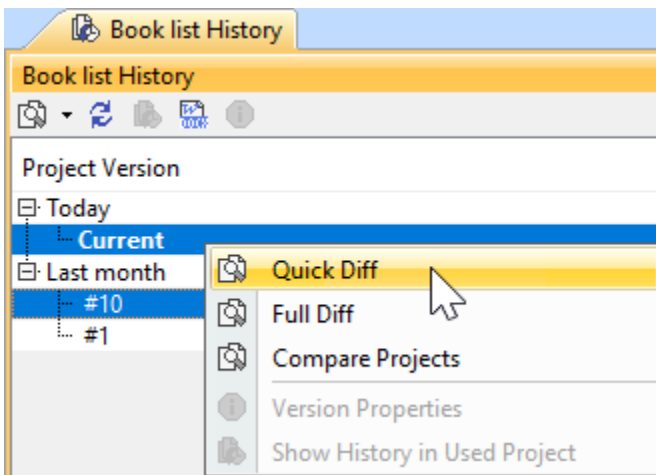 Book list History
Book list History
Project Version
Today
Current
Last month
#10
#1
Quick Diff
Full Diff
Compare Projects
Version Properties
Show History in Used Project